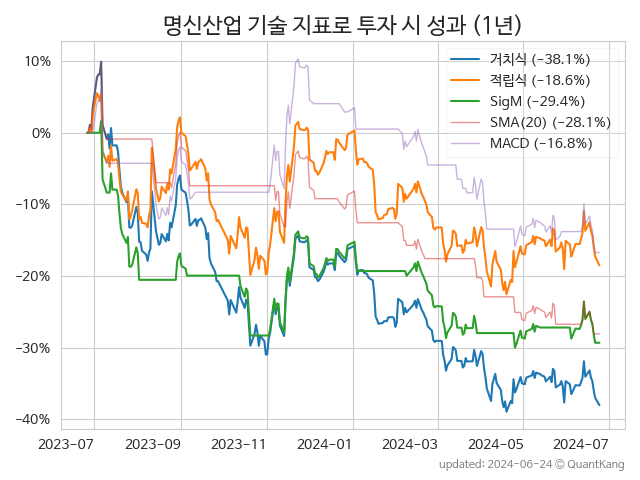 명신산업 기술 지표로 투자 시 성과 (1년)
거치식 (−38.1%)
적립식 (−18.6%)
SigM (−29.4%)
SMA(20) (−28.1%)
MACD (−16.8%)
10%
0%
−10%
−20%
−30%
−40%
2023-07 2023-09 2023-11 2024-01 2024-03 2024-05 2024-07
updated: 2024-06-24 © QuantKang